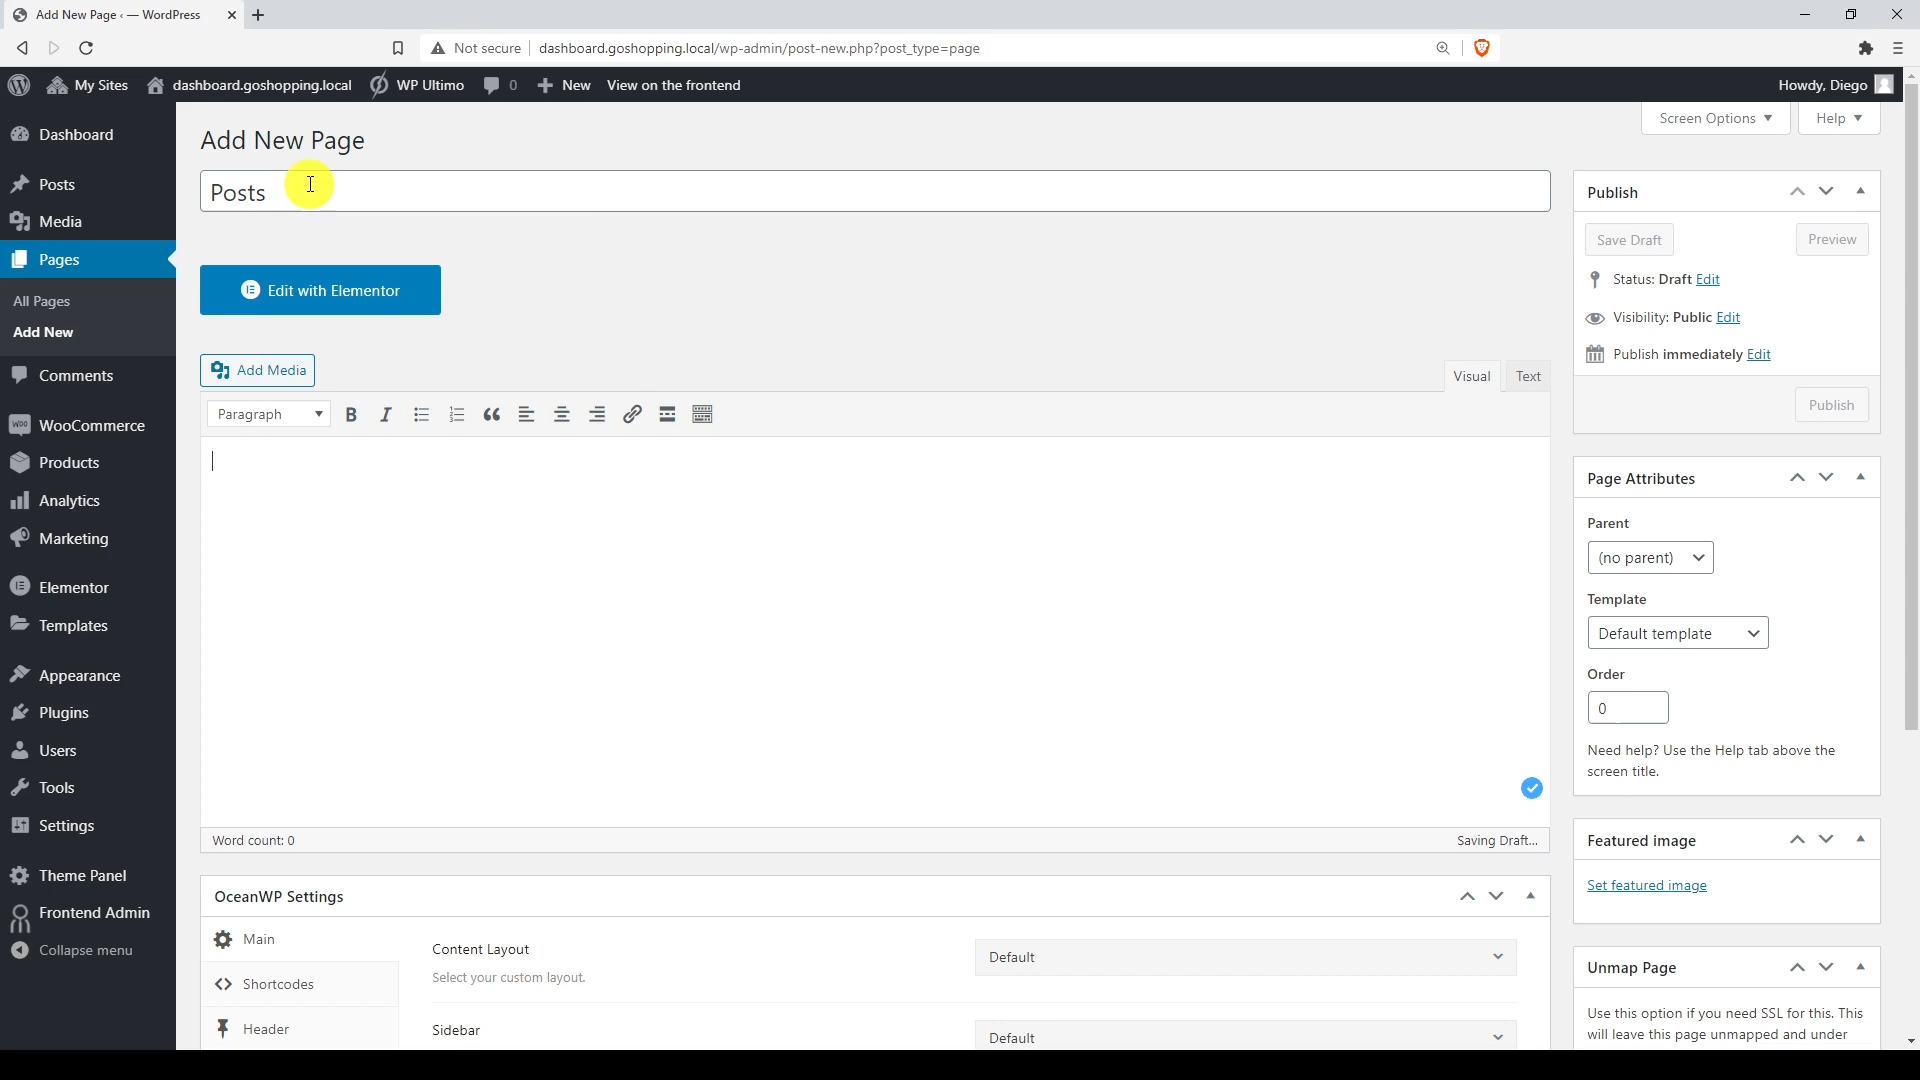 Add New Page ‹ — WordPress
Not secure
dashboard.goshopping.local/wp-admin/post-new.php?post_type=page
My Sites
dashboard.goshopping.local
WP Ultimo
0
New
View on the frontend
Howdy, Diego
Dashboard
Posts
Media
Pages
All Pages
Add New
Comments
WooCommerce
Products
Analytics
Marketing
Elementor
Templates
Appearance
Plugins
Users
Tools
Settings
Theme Panel
Frontend Admin
Collapse menu
Screen Options
Help
Add New Page
Posts
Edit with Elementor
Add Media
Visual
Text
Paragraph
Word count: 0
Saving Draft...
OceanWP Settings
Main
Shortcodes
Header
Content Layout
Select your custom layout.
Default
Sidebar
Default
Publish
Save Draft
Preview
Status: Draft Edit
Visibility: Public Edit
Publish immediately Edit
Publish
Page Attributes
Parent
(no parent)
Template
Default template
Order
0
Need help? Use the Help tab above the
screen title.
Featured image
Set featured image
Unmap Page
Use this option if you need SSL for this. This
will leave this page unmapped and under